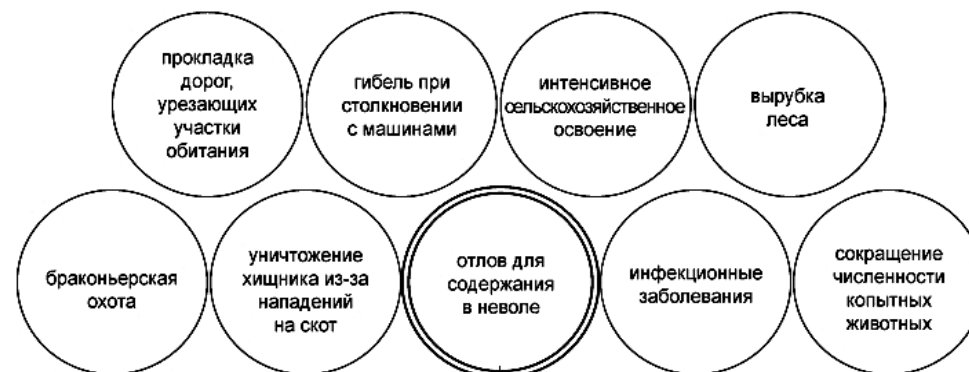 прокладка
дорог,
урезающих
участки
обитания
гибель при
столкновении
с машинами
интенсивное
сельскохозяйственное
освоение
вырубка
леса
браконьерская
охота
уничтожение
хищника из-за
нападений
на скот
отлов для
содержания
в неволе
инфекционные
заболевания
сокращение
численности
копытных
животных